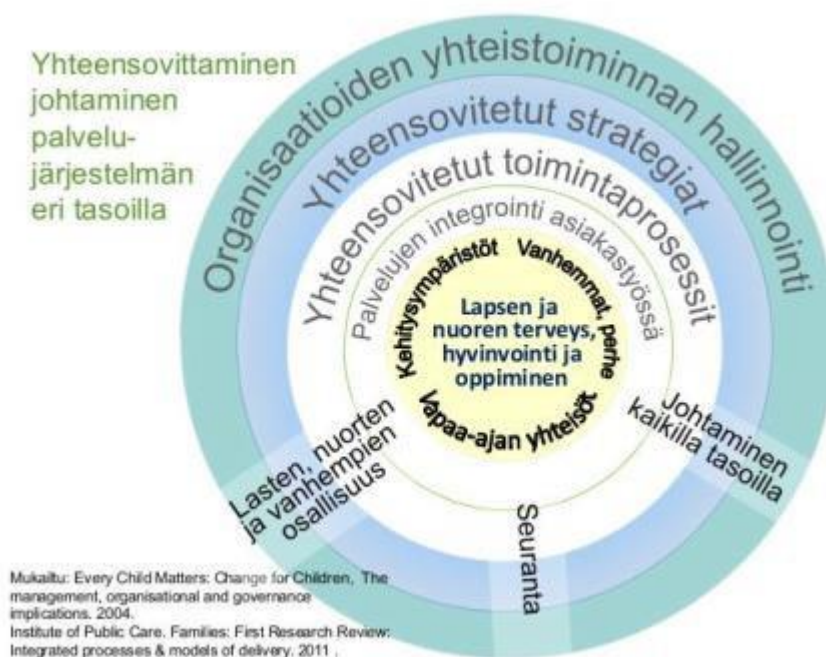 Yhteensovittaminen
johtaminen
palvelu-
järjestelmän
eri tasoilla
Organisaatioiden yhteistoiminnan hallinnointi
Yhteensovitetut strategiat
Yhteensovitetut toimintaprosessit
Palvelujen integrointi asiakastyössä
Kehitysympäristöt
Vanhemmat, perhe
Vapaa-ajan yhteisöt
Lapsen ja
nuoren terveys,
hyvinvointi ja
oppiminen
Lasten, nuorten
ja vanhempien
osallisuus
Seuranta
Johtaminen
kaikilla tasoilla
Mukailtu: Every Child Matters: Change for Children, The
management, organisational and governance
implications. 2004.
Institute of Public Care. Families: First Research Review:
Integrated processes & models of delivery. 2011 .